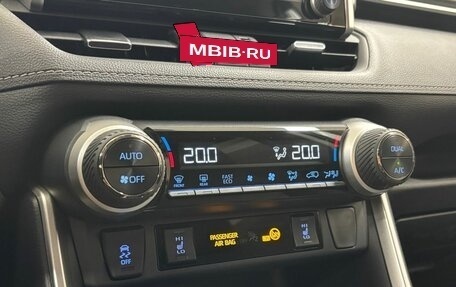 MBIB·RU
AUTO
OFF
20.0
20.0
DUAL
A/C
FRONT
REAR
FAST
ECO
HI
LO
PASSENGER
AIR BAG
HI
LO